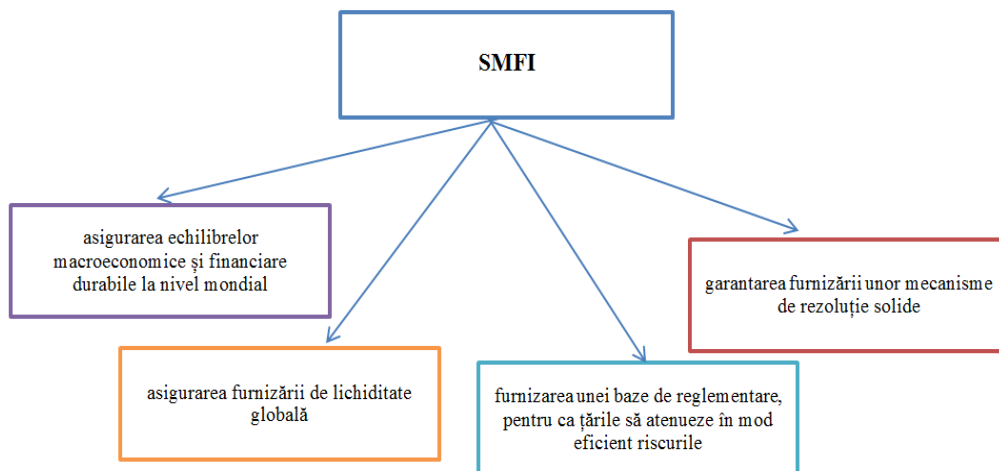 SMFI
asigurarea echilibrelor
macroeconomice și financiare
durabile la nivel mondial
asigurarea furnizării de lichiditate
globală
furnizarea unei baze de reglementare,
pentru ca țările să atenueze în mod
eficient riscurile
garantarea furnizării unor mecanisme
de rezoluție solide